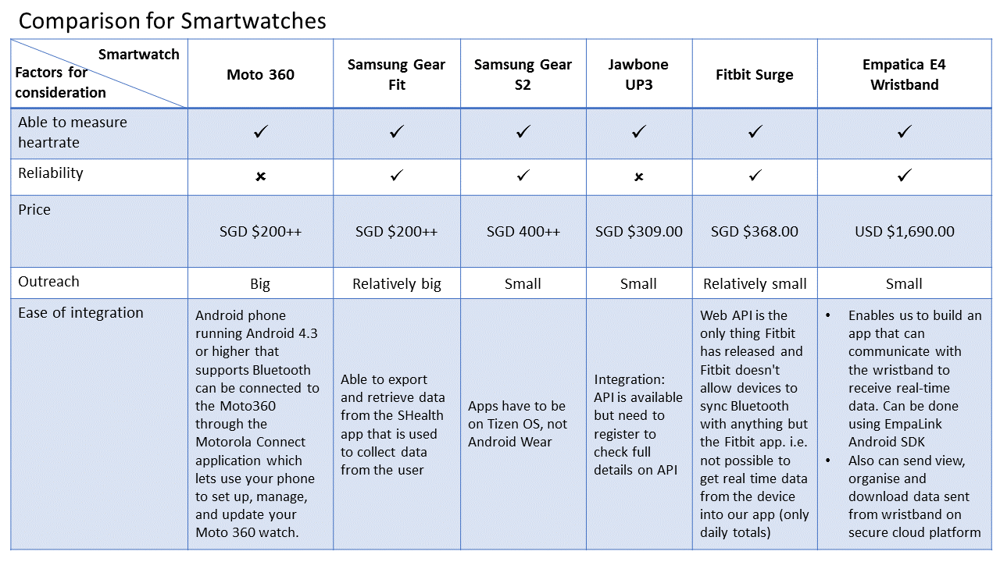 Comparison for Smartwatches
Smartwatch
Factors for
consideration
Moto 360
Samsung Gear
Fit
Samsung Gear
S2
Jawbone
UP3
Fitbit Surge
Empatica E4
Wristband
Able to measure
heartrate
✓
✓
✓
✓
✓
✓
Reliability
✗
✓
✓
✗
✓
✓
Price
SGD $200++
SGD $200++
SGD 400++
SGD $309.00
SGD $368.00
USD $1,690.00
Outreach
Big
Relatively big
Small
Small
Relatively small
Small
Ease of integration
Android phone
running Android 4.3
or higher that
supports Bluetooth
can be connected to
the Moto360
through the
Motorola Connect
application which
lets use your phone
to set up, manage,
and update your
Moto 360 watch.
Able to export
and retrieve data
from the SHealth
app that is used
to collect data
from the user
Apps have to be
on Tizen OS, not
Android Wear
Integration:
API is available
but need to
register to
check full
details on API
Web API is the
only thing Fitbit
has released and
Fitbit doesn't
allow devices to
sync Bluetooth
with anything but
the Fitbit app. i.e.
not possible to
get real time data
from the device
into our app (only
daily totals)
• Enables us to build an
app that can
communicate with
the wristband to
receive real-time
data. Can be done
using EmpaLink
Android SDK
• Also can send view,
organise and
download data sent
from wristband on
secure cloud platform